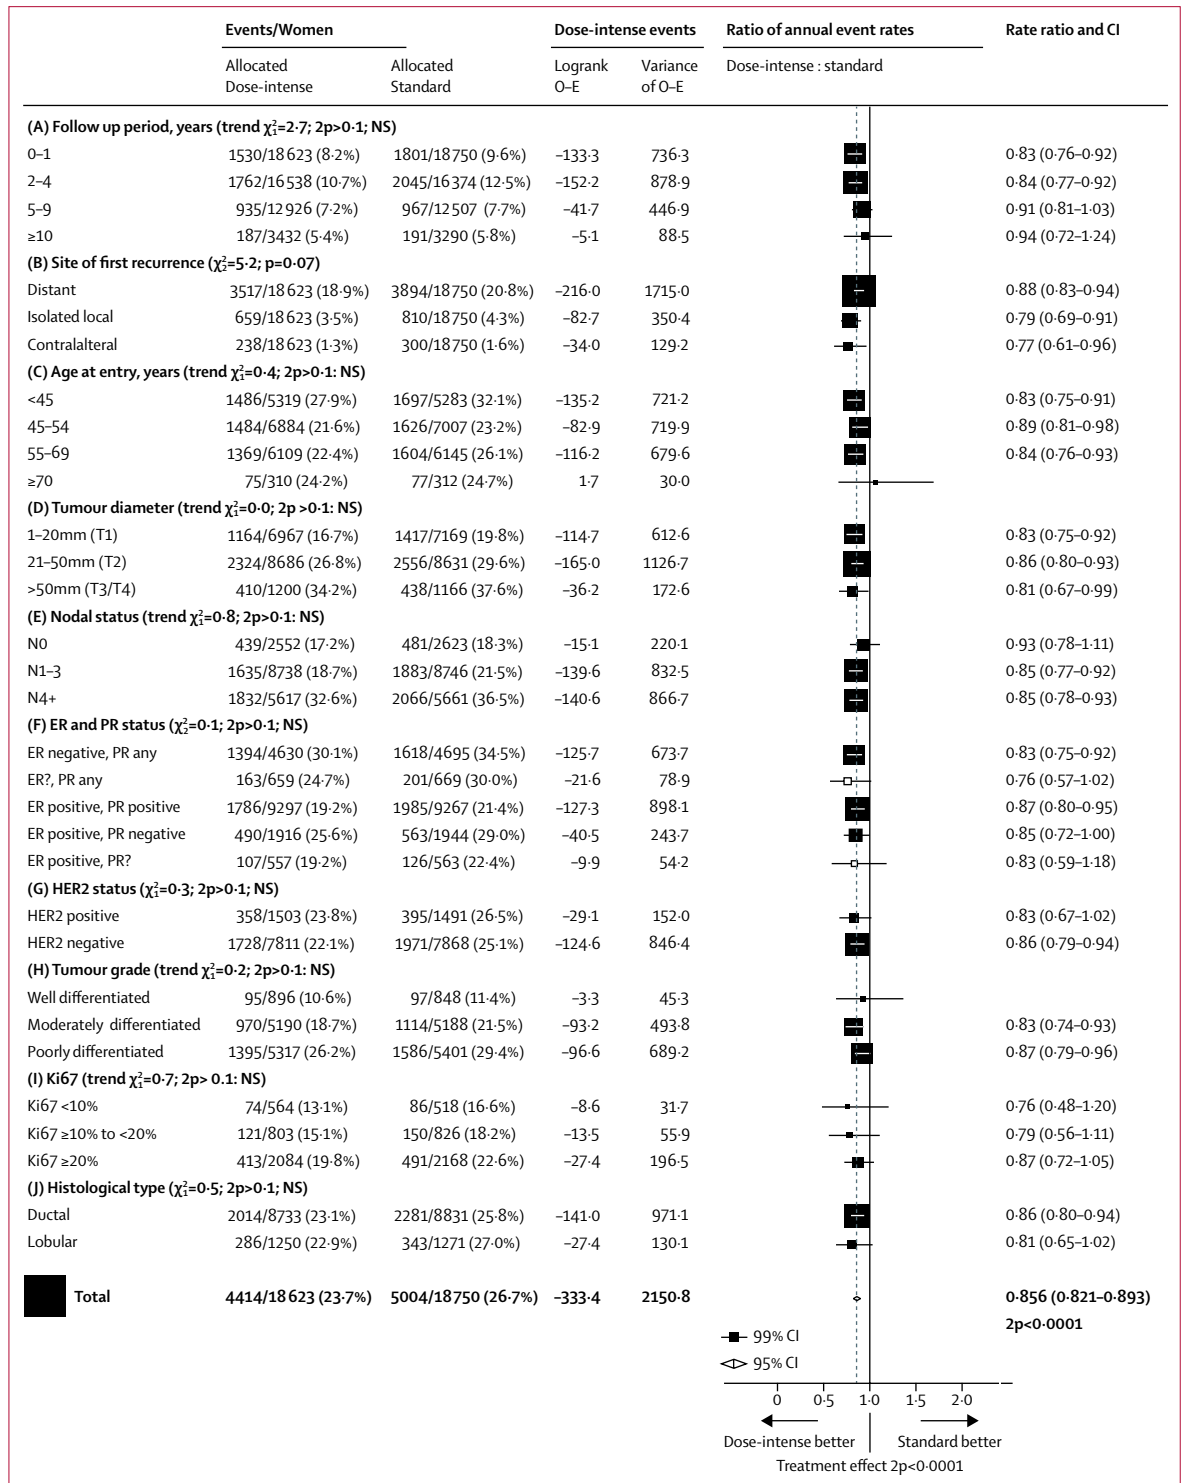 Events/Women Dose-intense events Ratio of annual event rates Rate ratio and CI
Allocated Dose-intense Allocated Standard Logrank O–E Variance of O–E Dose-intense : standard
(A) Follow up period, years (trend χ²₁=2·7; 2p>0·1; NS)
0–1 1530/18 623 (8·2%) 1801/18 750 (9·6%) –133·3 736·3 0·83 (0·76–0·92)
2–4 1762/16 538 (10·7%) 2045/16 374 (12·5%) –152·2 878·9 0·84 (0·77–0·92)
5–9 935/12 926 (7·2%) 967/12 507 (7·7%) –41·7 446·9 0·91 (0·81–1·03)
≥10 187/3432 (5·4%) 191/3290 (5·8%) –5·1 88·5 0·94 (0·72–1·24)
(B) Site of first recurrence (χ²₂=5·2; p=0·07)
Distant 3517/18 623 (18·9%) 3894/18 750 (20·8%) –216·0 1715·0 0·88 (0·83–0·94)
Isolated local 659/18 623 (3·5%) 810/18 750 (4·3%) –82·7 350·4 0·79 (0·69–0·91)
Contralalteral 238/18 623 (1·3%) 300/18 750 (1·6%) –34·0 129·2 0·77 (0·61–0·96)
(C) Age at entry, years (trend χ²₁=0·4; 2p>0·1: NS)
<45 1486/5319 (27·9%) 1697/5283 (32·1%) –135·2 721·2 0·83 (0·75–0·91)
45–54 1484/6884 (21·6%) 1626/7007 (23·2%) –82·9 719·9 0·89 (0·81–0·98)
55–69 1369/6109 (22·4%) 1604/6145 (26·1%) –116·2 679·6 0·84 (0·76–0·93)
≥70 75/310 (24·2%) 77/312 (24·7%) 1·7 30·0
(D) Tumour diameter (trend χ²₁=0·0; 2p >0·1: NS)
1–20mm (T1) 1164/6967 (16·7%) 1417/7169 (19·8%) –114·7 612·6 0·83 (0·75–0·92)
21–50mm (T2) 2324/8686 (26·8%) 2556/8631 (29·6%) –165·0 1126·7 0·86 (0·80–0·93)
>50mm (T3/T4) 410/1200 (34·2%) 438/1166 (37·6%) –36·2 172·6 0·81 (0·67–0·99)
(E) Nodal status (trend χ²₁=0·8; 2p>0·1: NS)
N0 439/2552 (17·2%) 481/2623 (18·3%) –15·1 220·1 0·93 (0·78–1·11)
N1–3 1635/8738 (18·7%) 1883/8746 (21·5%) –139·6 832·5 0·85 (0·77–0·92)
N4+ 1832/5617 (32·6%) 2066/5661 (36·5%) –140·6 866·7 0·85 (0·78–0·93)
(F) ER and PR status (χ²₂=0·1; 2p>0·1; NS)
ER negative, PR any 1394/4630 (30·1%) 1618/4695 (34·5%) –125·7 673·7 0·83 (0·75–0·92)
ER?, PR any 163/659 (24·7%) 201/669 (30·0%) –21·6 78·9 0·76 (0·57–1·02)
ER positive, PR positive 1786/9297 (19·2%) 1985/9267 (21·4%) –127·3 898·1 0·87 (0·80–0·95)
ER positive, PR negative 490/1916 (25·6%) 563/1944 (29·0%) –40·5 243·7 0·85 (0·72–1·00)
ER positive, PR? 107/557 (19·2%) 126/563 (22·4%) –9·9 54·2 0·83 (0·59–1·18)
(G) HER2 status (χ²₁=0·3; 2p>0·1; NS)
HER2 positive 358/1503 (23·8%) 395/1491 (26·5%) –29·1 152·0 0·83 (0·67–1·02)
HER2 negative 1728/7811 (22·1%) 1971/7868 (25·1%) –124·6 846·4 0·86 (0·79–0·94)
(H) Tumour grade (trend χ²₁=0·2; 2p>0·1: NS)
Well differentiated 95/896 (10·6%) 97/848 (11·4%) –3·3 45·3
Moderately differentiated 970/5190 (18·7%) 1114/5188 (21·5%) –93·2 493·8 0·83 (0·74–0·93)
Poorly differentiated 1395/5317 (26·2%) 1586/5401 (29·4%) –96·6 689·2 0·87 (0·79–0·96)
(I) Ki67 (trend χ²₁=0·7; 2p> 0.1: NS)
Ki67 <10% 74/564 (13·1%) 86/518 (16·6%) –8·6 31·7 0·76 (0·48–1·20)
Ki67 ≥10% to <20% 121/803 (15·1%) 150/826 (18·2%) –13·5 55·9 0·79 (0·56–1·11)
Ki67 ≥20% 413/2084 (19·8%) 491/2168 (22·6%) –27·4 196·5 0·87 (0·72–1·05)
(J) Histological type (χ²₁=0·5; 2p>0·1; NS)
Ductal 2014/8733 (23·1%) 2281/8831 (25·8%) –141·0 971·1 0·86 (0·80–0·94)
Lobular 286/1250 (22·9%) 343/1271 (27·0%) –27·4 130·1 0·81 (0·65–1·02)
Total 4414/18 623 (23·7%) 5004/18 750 (26·7%) –333·4 2150·8 0·856 (0·821–0·893)
2p<0·0001
99% CI
95% CI
0 0·5 1·0 1·5 2·0
Dose-intense better Standard better
Treatment effect 2p<0·0001